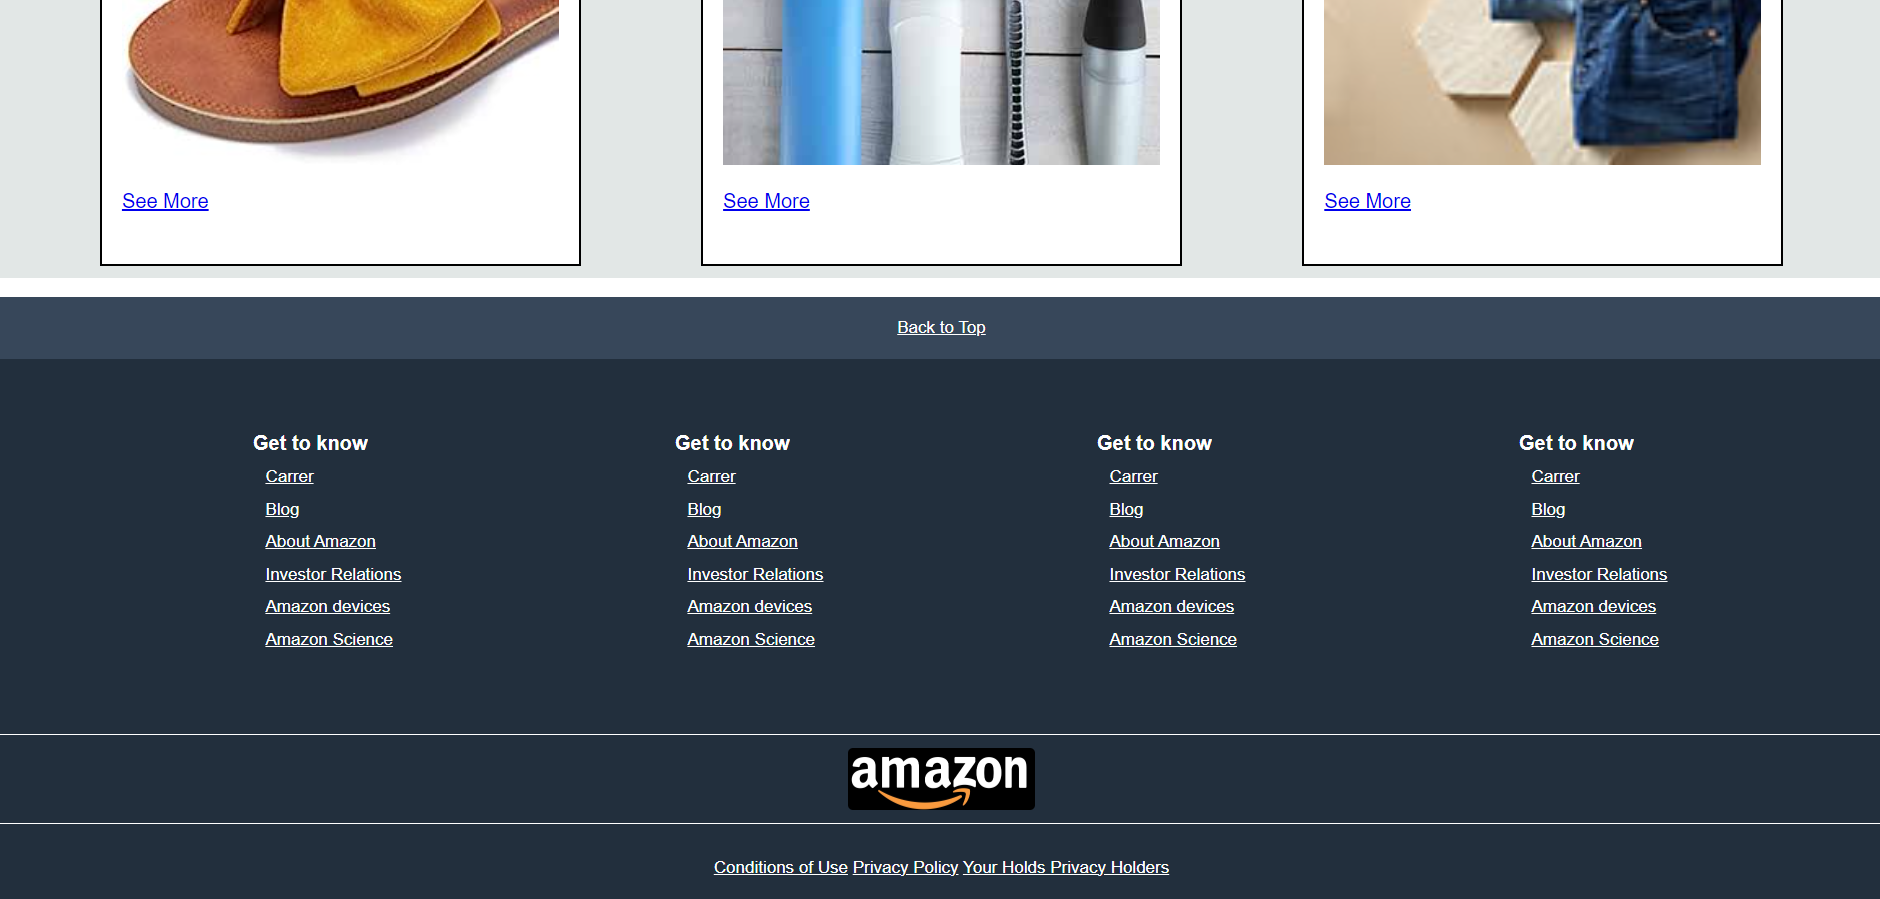 See More
See More
See More
Back to Top
Get to know
Carrer
Blog
About Amazon
Investor Relations
Amazon devices
Amazon Science
Get to know
Carrer
Blog
About Amazon
Investor Relations
Amazon devices
Amazon Science
Get to know
Carrer
Blog
About Amazon
Investor Relations
Amazon devices
Amazon Science
Get to know
Carrer
Blog
About Amazon
Investor Relations
Amazon devices
Amazon Science
amazon
Conditions of Use Privacy Policy Your Holds Privacy Holders